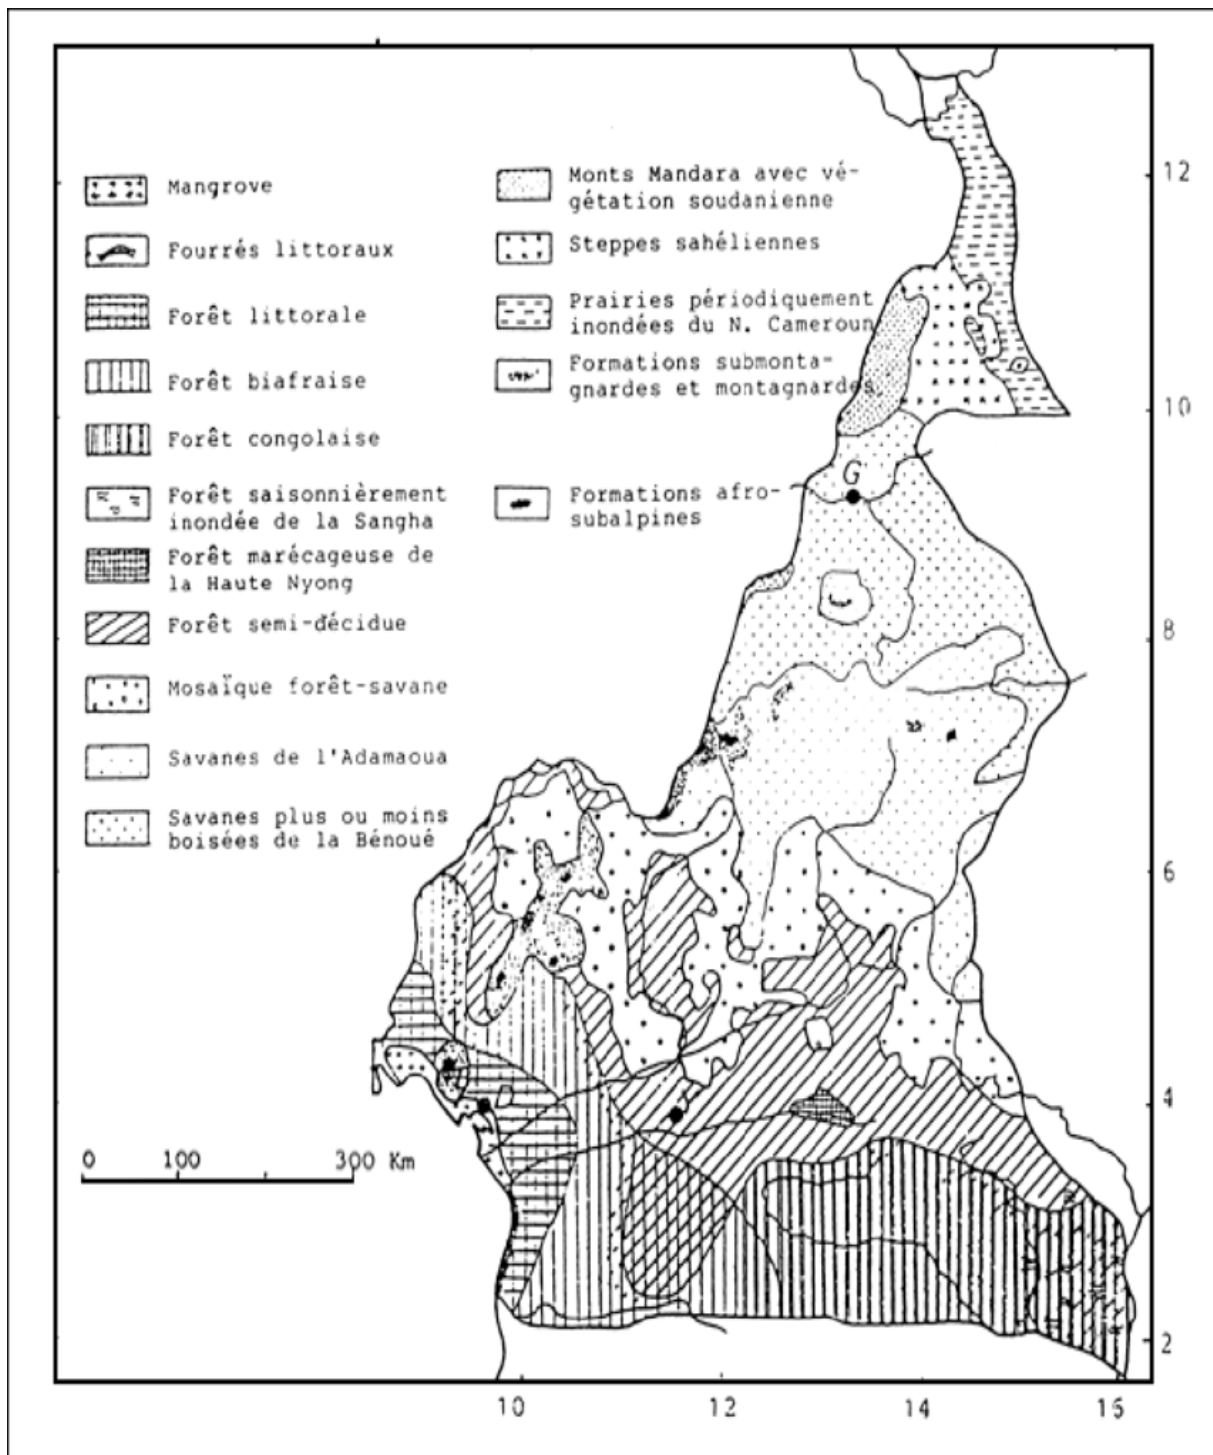 Mangrove
Fourrés littoraux
Forêt littorale
Forêt biafraise
Forêt congolaise
Forêt saisonnièrement
inondée de la Sangha
Forêt marécageuse de
la Haute Nyong
Forêt semi-décidue
Mosaïque forêt-savane
Savanes de l'Adamaoua
Savanes plus ou moins
boisées de la Bénoué
Monts Mandara avec vé-
gétation soudanienne
Steppes sahéliennes
Prairies périodiquement
inondées du N. Cameroun
Formations submonta-
gnardes et montagnardes
Formations afro-
subalpines
G
0 100 300 Km
12
10
8
6
4
2
10 12 14 15